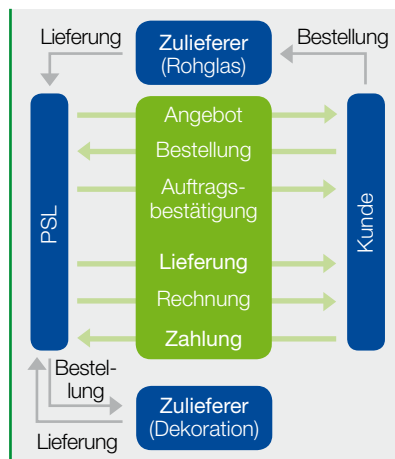 Lieferung
Zulieferer
(Rohglas)
Bestellung
PSL
Angebot
Bestellung
Auftrags-
bestätigung
Lieferung
Rechnung
Zahlung
Kunde
Bestel-
lung
Lieferung
Zulieferer
(Dekoration)